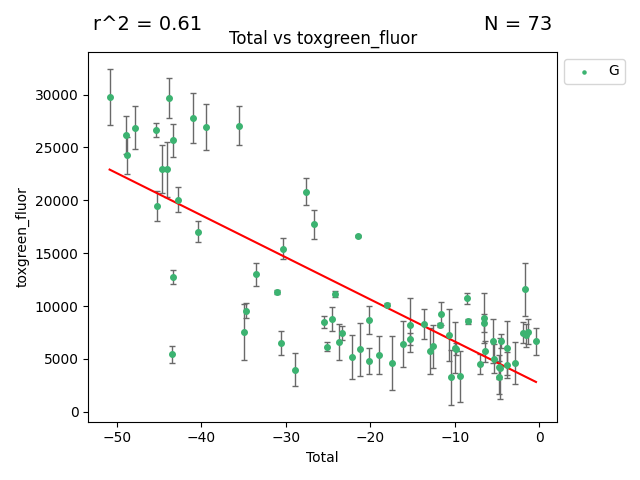 r^2 = 0.61
N = 73
Total vs toxgreen_fluor
G
30000
25000
20000
15000
10000
5000
0
toxgreen_fluor
−50
−40
−30
−20
−10
0
Total